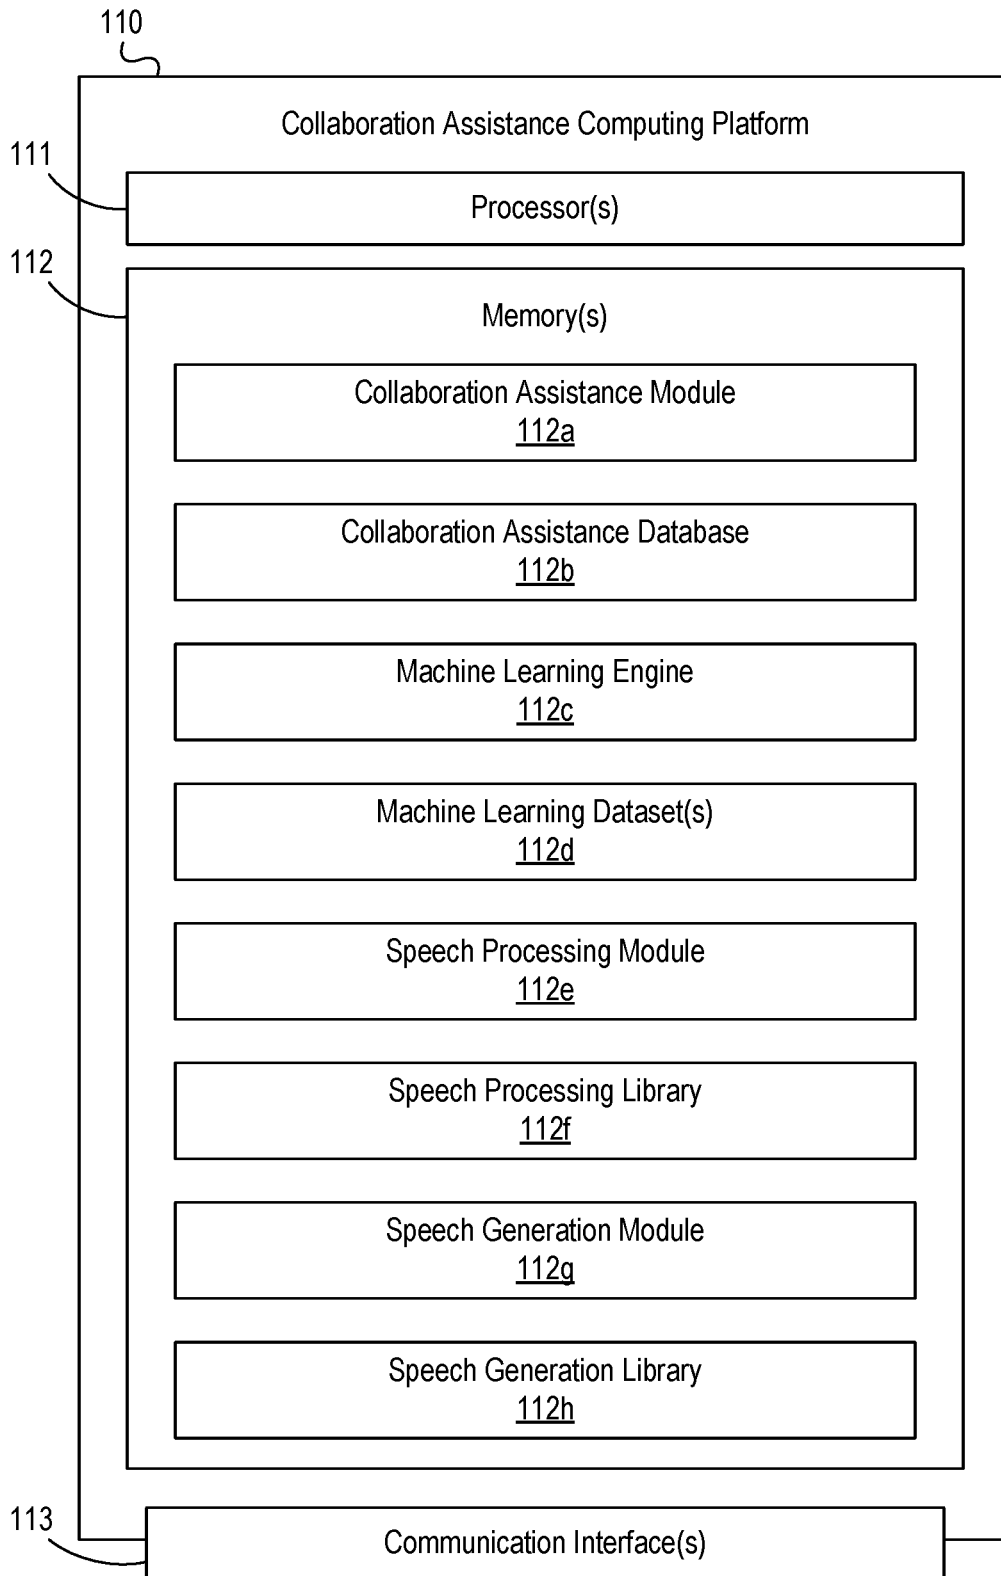 110
Collaboration Assistance Computing Platform
111
Processor(s)
112
Memory(s)
Collaboration Assistance Module
112a
Collaboration Assistance Database
112b
Machine Learning Engine
112c
Machine Learning Dataset(s)
112d
Speech Processing Module
112e
Speech Processing Library
112f
Speech Generation Module
112g
Speech Generation Library
112h
113
Communication Interface(s)